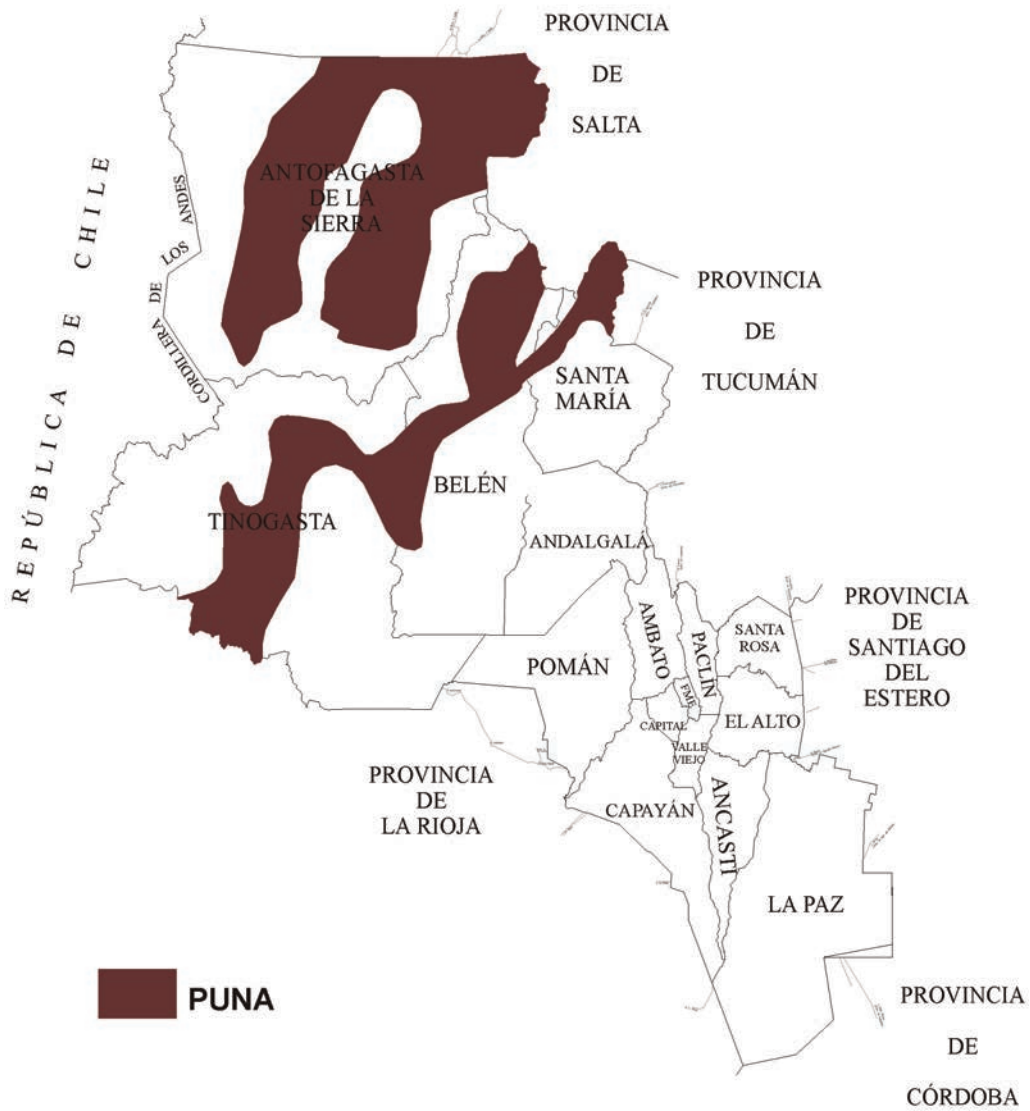 PROVINCIA
DE
SALTA
REPÚBLICA DE CHILE
CORDILLERA DE LOS ANDES
ANTOFAGASTA
DE LA
SIERRA
PROVINCIA
DE
TUCUMÁN
SANTA
MARÍA
BELÉN
TINOGASTA
ANDALGALÁ
AMBATO
PACLÍN
SANTA
ROSA
PROVINCIA
DE
SANTIAGO
DEL
ESTERO
POMÁN
FME
CAPITAL
EL ALTO
VALLE
VIEJO
PROVINCIA
DE
LA RIOJA
CAPAYÁN
ANCASTI
LA PAZ
PUNA
PROVINCIA
DE
CÓRDOBA